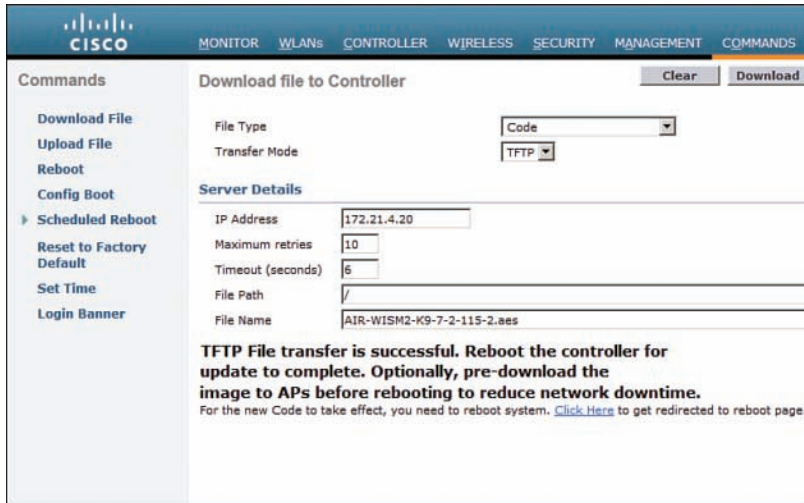 CISCO
MONITOR WLANs CONTROLLER WIRELESS SECURITY MANAGEMENT COMMANDS
Commands
Download File
Upload File
Reboot
Config Boot
Scheduled Reboot
Reset to Factory
Default
Set Time
Login Banner
Download file to Controller
Clear Download
File Type Code
Transfer Mode TFTP
Server Details
IP Address 172.21.4.20
Maximum retries 10
Timeout (seconds) 6
File Path /
File Name AIR-WISM2-K9-7-2-115-2.aes
TFTP File transfer is successful. Reboot the controller for
update to complete. Optionally, pre-download the
image to APs before rebooting to reduce network downtime.
For the new Code to take effect, you need to reboot system. Click Here to get redirected to reboot page